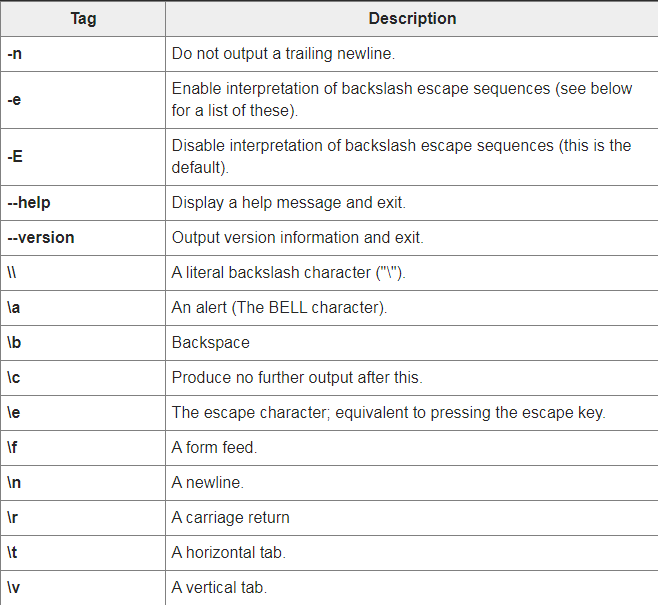 Tag Description
-n Do not output a trailing newline.
-e Enable interpretation of backslash escape sequences (see below
for a list of these).
-E Disable interpretation of backslash escape sequences (this is the
default).
--help Display a help message and exit.
--version Output version information and exit.
\\ A literal backslash character ("\").
\a An alert (The BELL character).
\b Backspace
\c Produce no further output after this.
\e The escape character; equivalent to pressing the escape key.
\f A form feed.
\n A newline.
\r A carriage return
\t A horizontal tab.
\v A vertical tab.